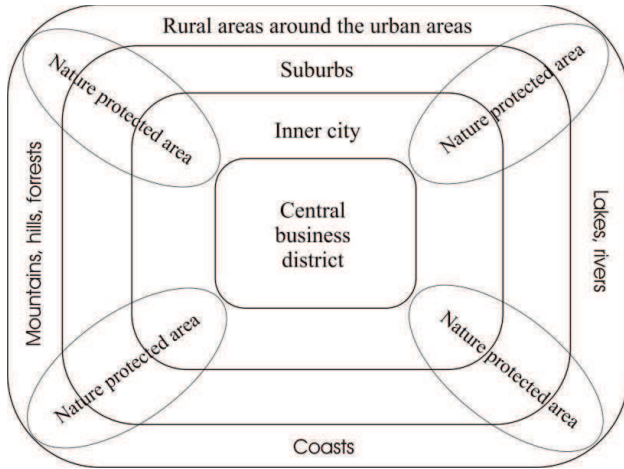 Rural areas around the urban areas
Suburbs
Inner city
Central
business
district
Nature protected area
Nature protected area
Nature protected area
Nature protected area
Mountains, hills, forrests
Lakes, rivers
Coasts